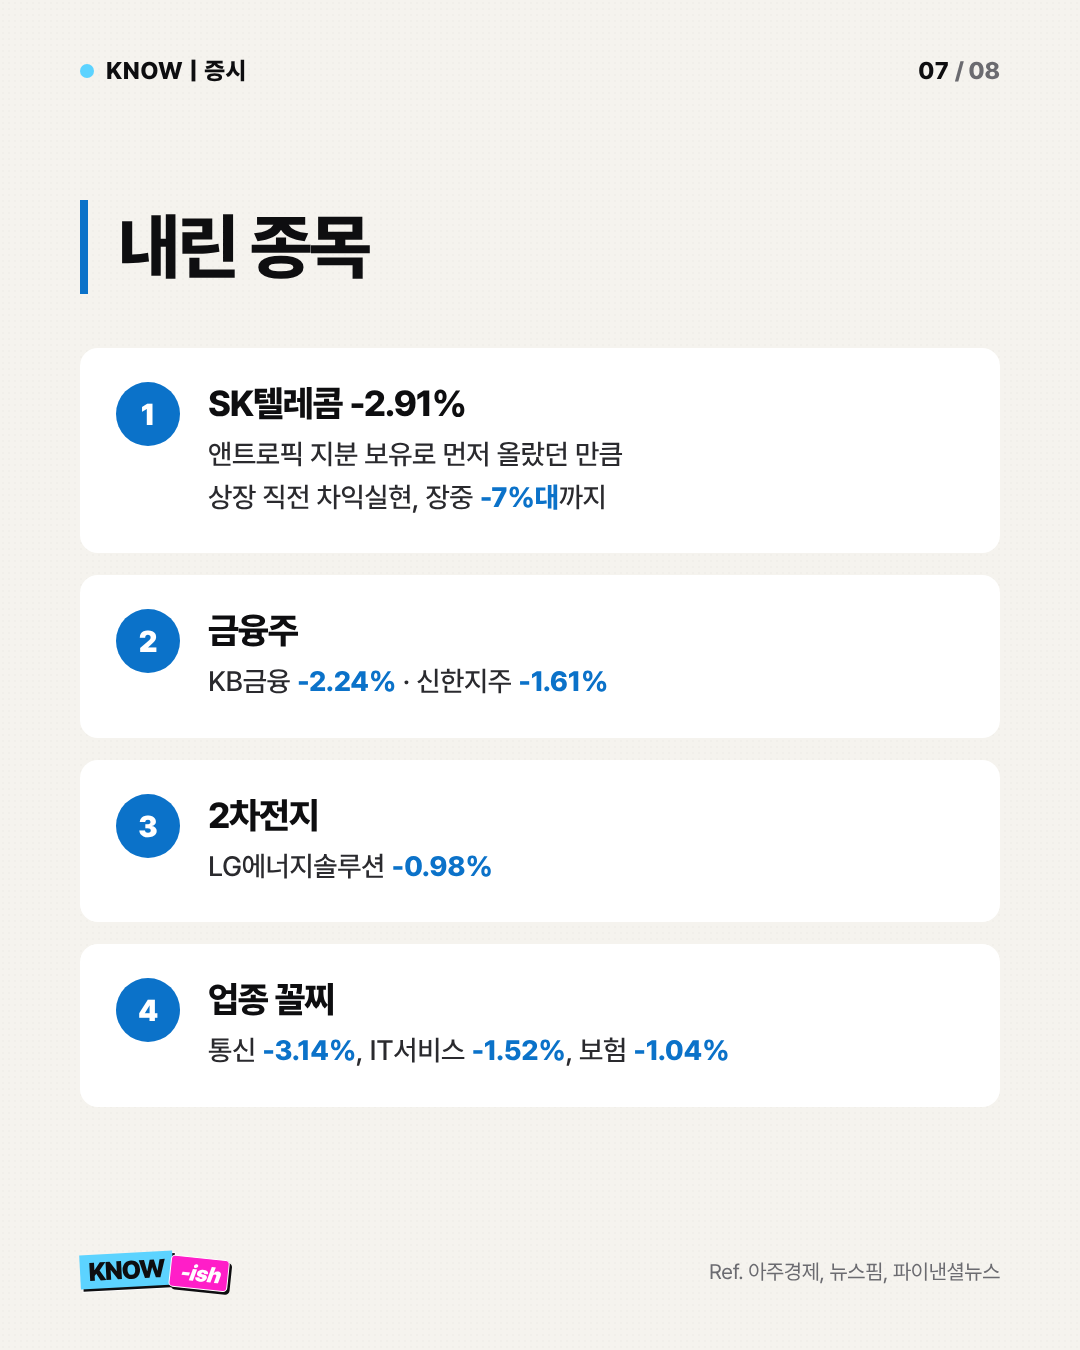 KNOW | 증시
07 / 08
내린 종목
1
SK텔레콤 -2.91%
앤트로픽 지분 보유로 먼저 올랐던 만큼
상장 직전 차익실현, 장중 -7%대까지
2
금융주
KB금융 -2.24% · 신한지주 -1.61%
3
2차전지
LG에너지솔루션 -0.98%
4
업종 꼴찌
통신 -3.14%, IT서비스 -1.52%, 보험 -1.04%
KNOW -ish
Ref. 아주경제, 뉴스핌, 파이낸셜뉴스